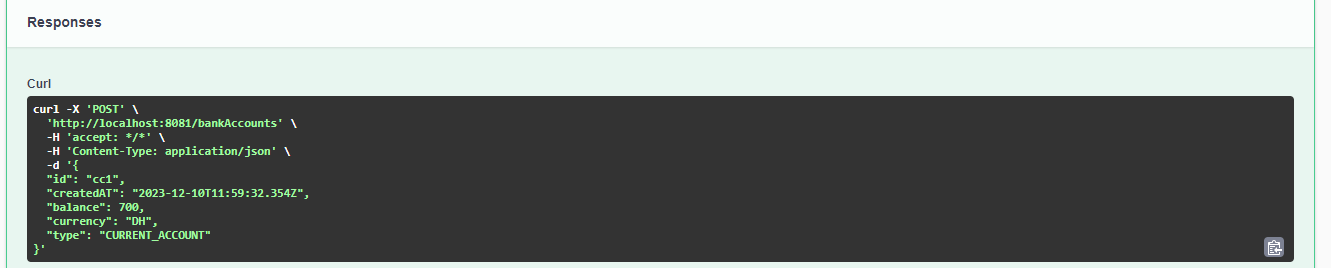 Responses
Curl
curl -X 'POST' \
  'http://localhost:8081/bankAccounts' \
  -H 'accept: */*' \
  -H 'Content-Type: application/json' \
  -d '{
  "id": "cc1",
  "createdAT": "2023-12-10T11:59:32.354Z",
  "balance": 700,
  "currency": "DH",
  "type": "CURRENT_ACCOUNT"
}'